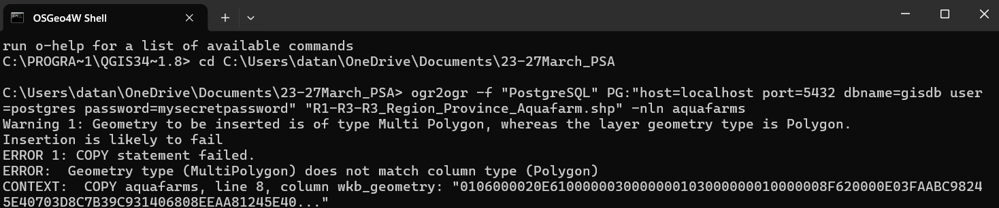 OSGeo4W Shell
run o-help for a list of available commands
C:\PROGRA~1\QGIS34~1.8> cd C:\Users\datan\OneDrive\Documents\23-27March_PSA
C:\Users\datan\OneDrive\Documents\23-27March_PSA> ogr2ogr -f "PostgreSQL" PG:"host=localhost port=5432 dbname=gisdb user
=postgres password=mysecretpassword" "R1-R3-R3_Region_Province_Aquafarm.shp" -nln aquafarms
Warning 1: Geometry to be inserted is of type Multi Polygon, whereas the layer geometry type is Polygon.
Insertion is likely to fail
ERROR 1: COPY statement failed.
ERROR:  Geometry type (MultiPolygon) does not match column type (Polygon)
CONTEXT:  COPY aquafarms, line 8, column wkb_geometry: "0106000020E61000000300000001030000000010000008F620000E03FAABC9824
5E40703D8C7B39C931406808EEAA81245E40..."